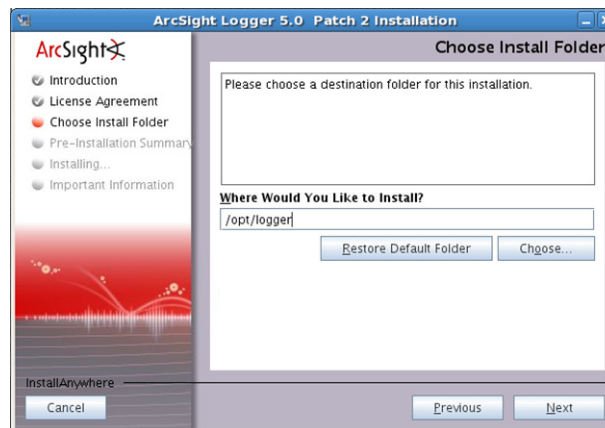 ArcSight Logger 5.0 Patch 2 Installation
ArcSight
Choose Install Folder
Introduction
License Agreement
Choose Install Folder
Pre-Installation Summary
Installing...
Important Information
Please choose a destination folder for this installation.
Where Would You Like to Install?
/opt/logger
Restore Default Folder
Choose...
InstallAnywhere
Cancel
Previous
Next